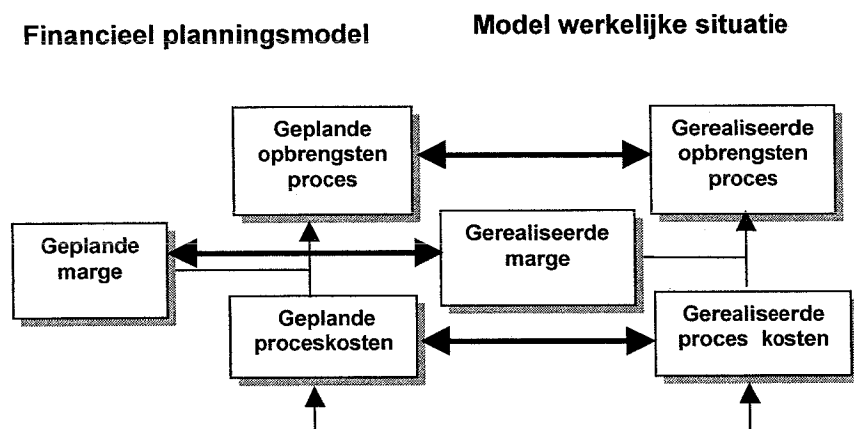 Financieel planningsmodel
Model werkelijke situatie
Geplande
opbrengsten
proces
Gerealiseerde
opbrengsten
proces
Geplande
marge
Gerealiseerde
marge
Geplande
proceskosten
Gerealiseerde
proces kosten